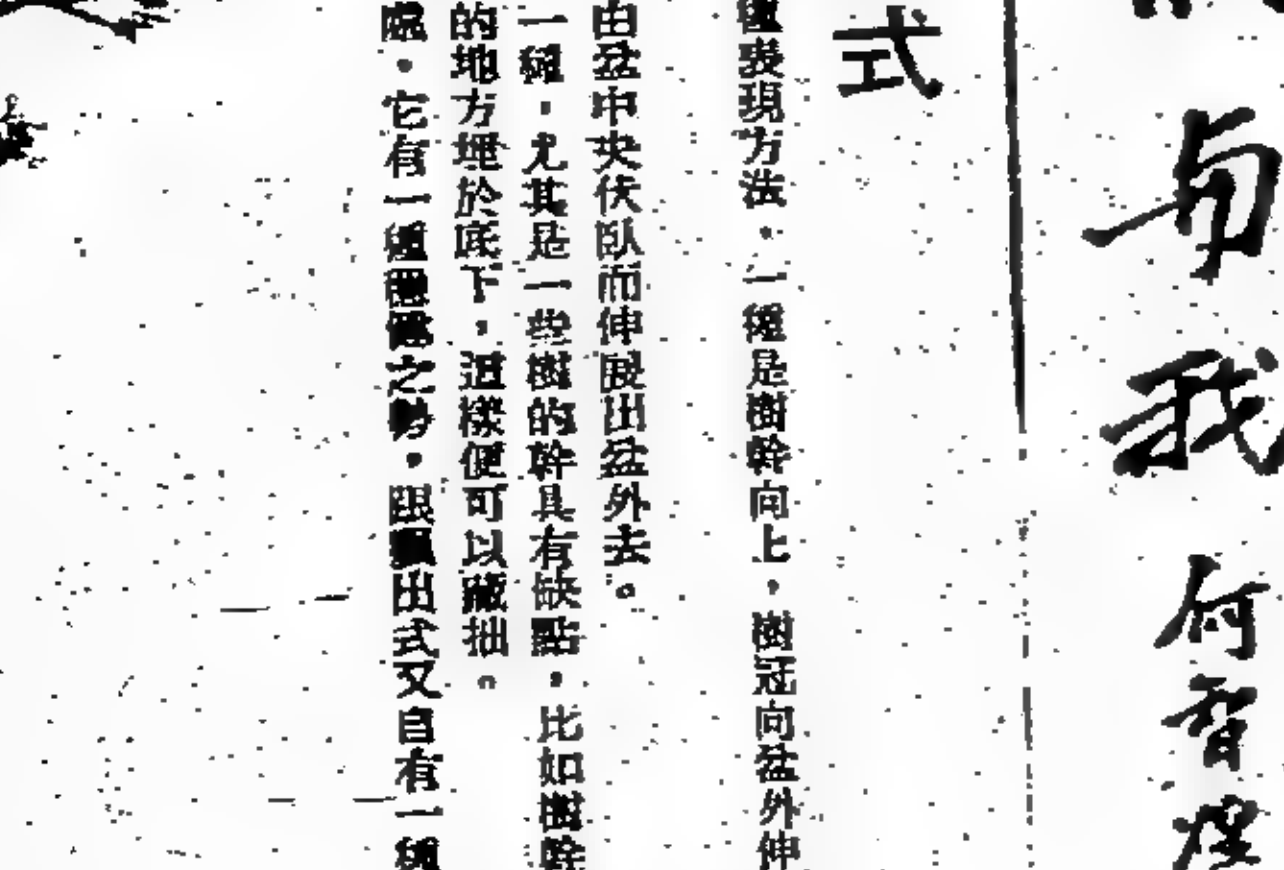 与我 何智
式
表現方法。一種是樹幹向上，樹冠向盆外伸
由盆中央伏臥而伸展出盆外去。
一種，尤其是一些樹的幹具有缺點，比如樹幹
的地方埋於底下，這樣便可以藏拙。
處。它有一種之勢，跟飄出式又自有一種